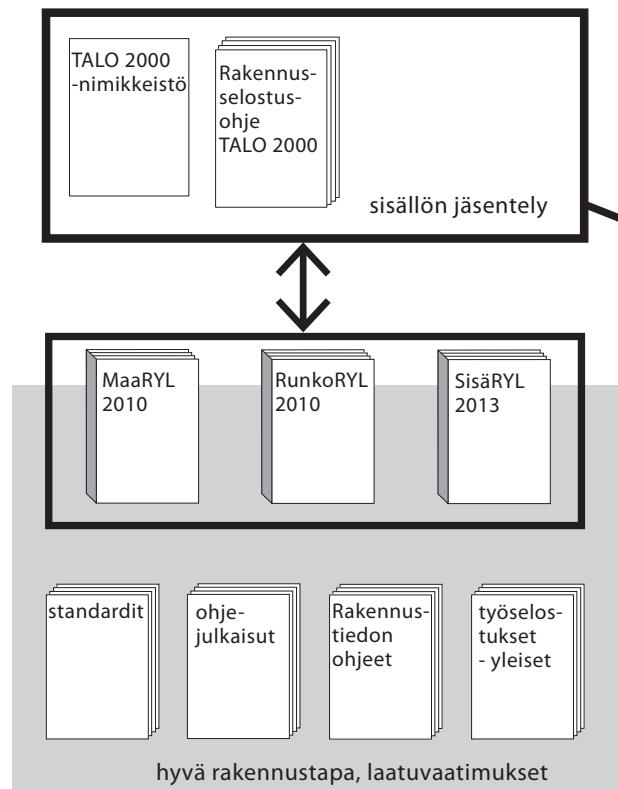 TALO 2000
-nimikkeistö
Rakennus-
selostus-
ohje
TALO 2000
sisällön jäsentely
MaaRYL
2010
RunkoRYL
2010
SisäRYL
2013
standardit
ohje-
julkaisut
Rakennus-
tiedon
ohjeet
työselos-
tukset
- yleiset
hyvä rakennustapa, laatuvaatimukset